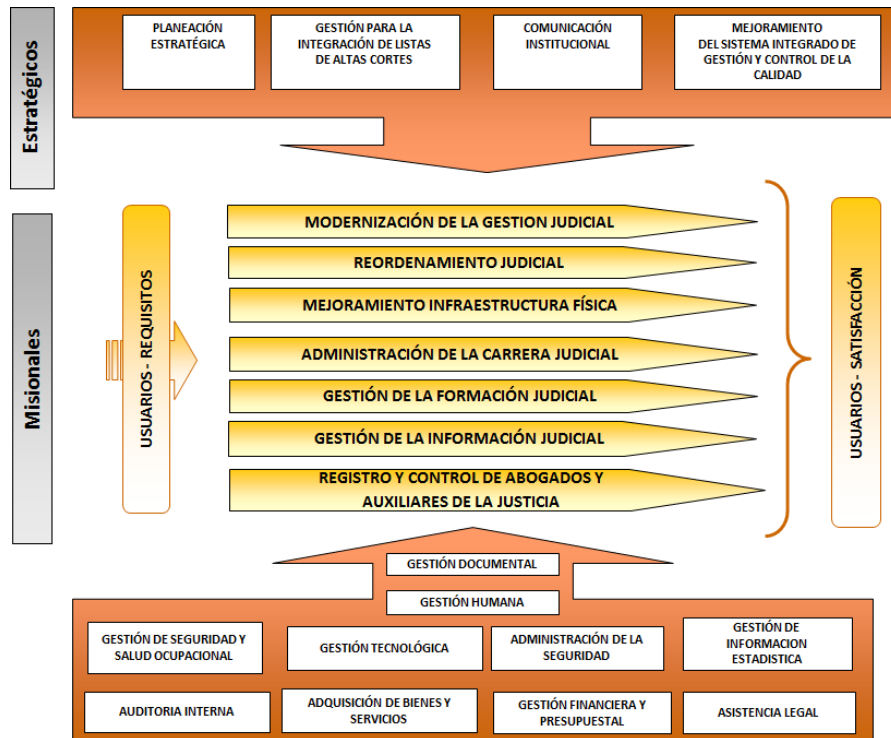 Estratégicos
PLANEACIÓN
ESTRATÉGICA
GESTIÓN PARA LA
INTEGRACIÓN DE LISTAS
DE ALTAS CORTES
COMUNICACIÓN
INSTITUCIONAL
MEJORAMIENTO
DEL SISTEMA INTEGRADO DE
GESTIÓN Y CONTROL DE LA
CALIDAD
Misionales
USUARIOS - REQUISITOS
MODERNIZACIÓN DE LA GESTION JUDICIAL
REORDENAMIENTO JUDICIAL
MEJORAMIENTO INFRAESTRUCTURA FÍSICA
ADMINISTRACIÓN DE LA CARRERA JUDICIAL
GESTIÓN DE LA FORMACIÓN JUDICIAL
GESTIÓN DE LA INFORMACIÓN JUDICIAL
REGISTRO Y CONTROL DE ABOGADOS Y
AUXILIARES DE LA JUSTICIA
USUARIOS - SATISFACCIÓN
GESTIÓN DOCUMENTAL
GESTIÓN HUMANA
GESTIÓN DE SEGURIDAD Y
SALUD OCUPACIONAL
GESTIÓN TECNOLÓGICA
ADMINISTRACIÓN DE LA
SEGURIDAD
GESTIÓN DE
INFORMACION
ESTADISTICA
AUDITORIA INTERNA
ADQUISICIÓN DE BIENES Y
SERVICIOS
GESTIÓN FINANCIERA Y
PRESUPUESTAL
ASISTENCIA LEGAL